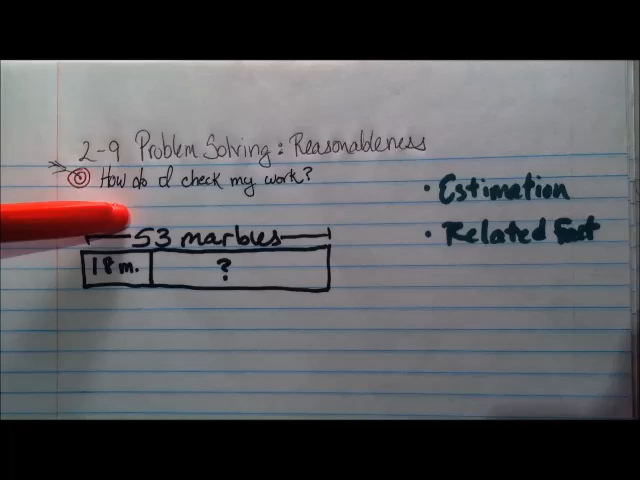 2-9 Problem Solving: Reasonableness
How do I check my work?
• Estimation
• Related Fact
53 marbles
18 m. ?